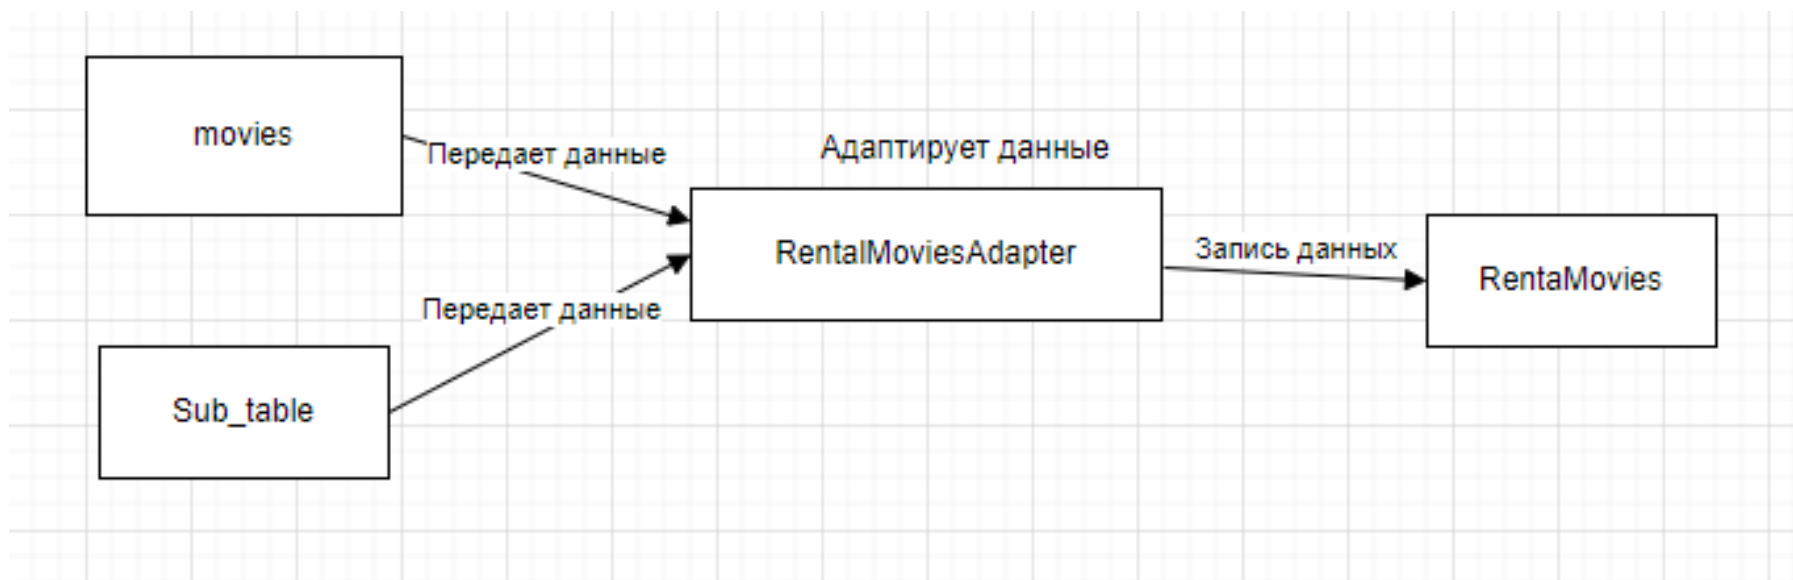 movies
Передает данные
Адаптирует данные
RentalMoviesAdapter
Запись данных
RentaMovies
Передает данные
Sub_table